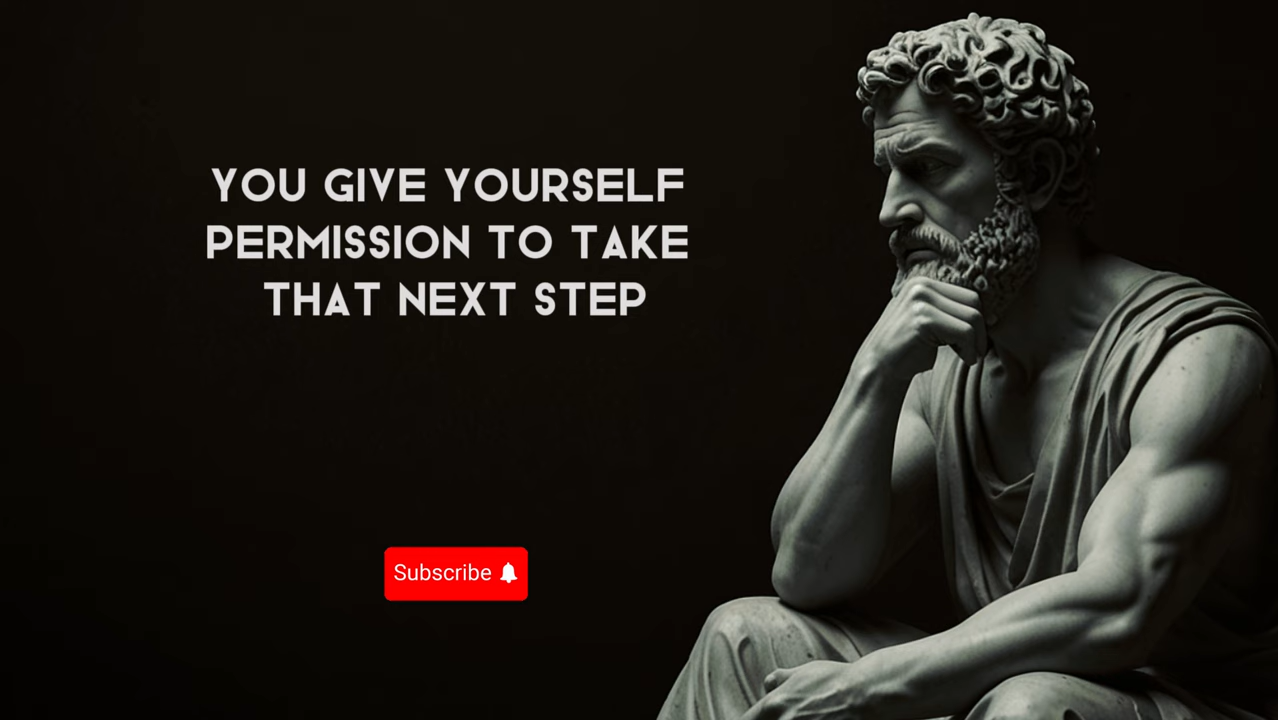 YOU GIVE YOURSELF
PERMISSION TO TAKE
THAT NEXT STEP
Subscribe